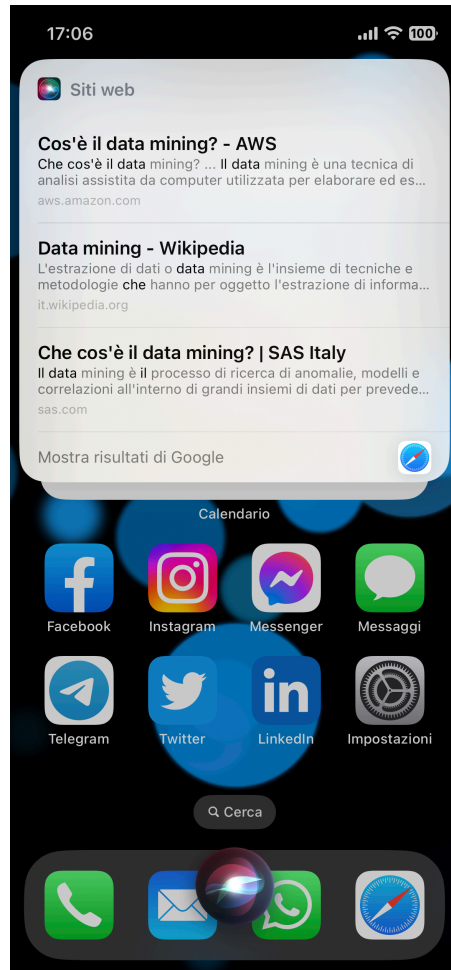 17:06
100
Siti web
Cos'è il data mining? - AWS
Che cos'è il data mining? ... Il data mining è una tecnica di
analisi assistita da computer utilizzata per elaborare ed es...
aws.amazon.com
Data mining - Wikipedia
L'estrazione di dati o data mining è l'insieme di tecniche e
metodologie che hanno per oggetto l'estrazione di informa...
it.wikipedia.org
Che cos'è il data mining? | SAS Italy
Il data mining è il processo di ricerca di anomalie, modelli e
correlazioni all'interno di grandi insiemi di dati per prevede...
sas.com
Mostra risultati di Google
Calendario
Facebook Instagram Messenger Messaggi
Telegram Twitter LinkedIn Impostazioni
Cerca